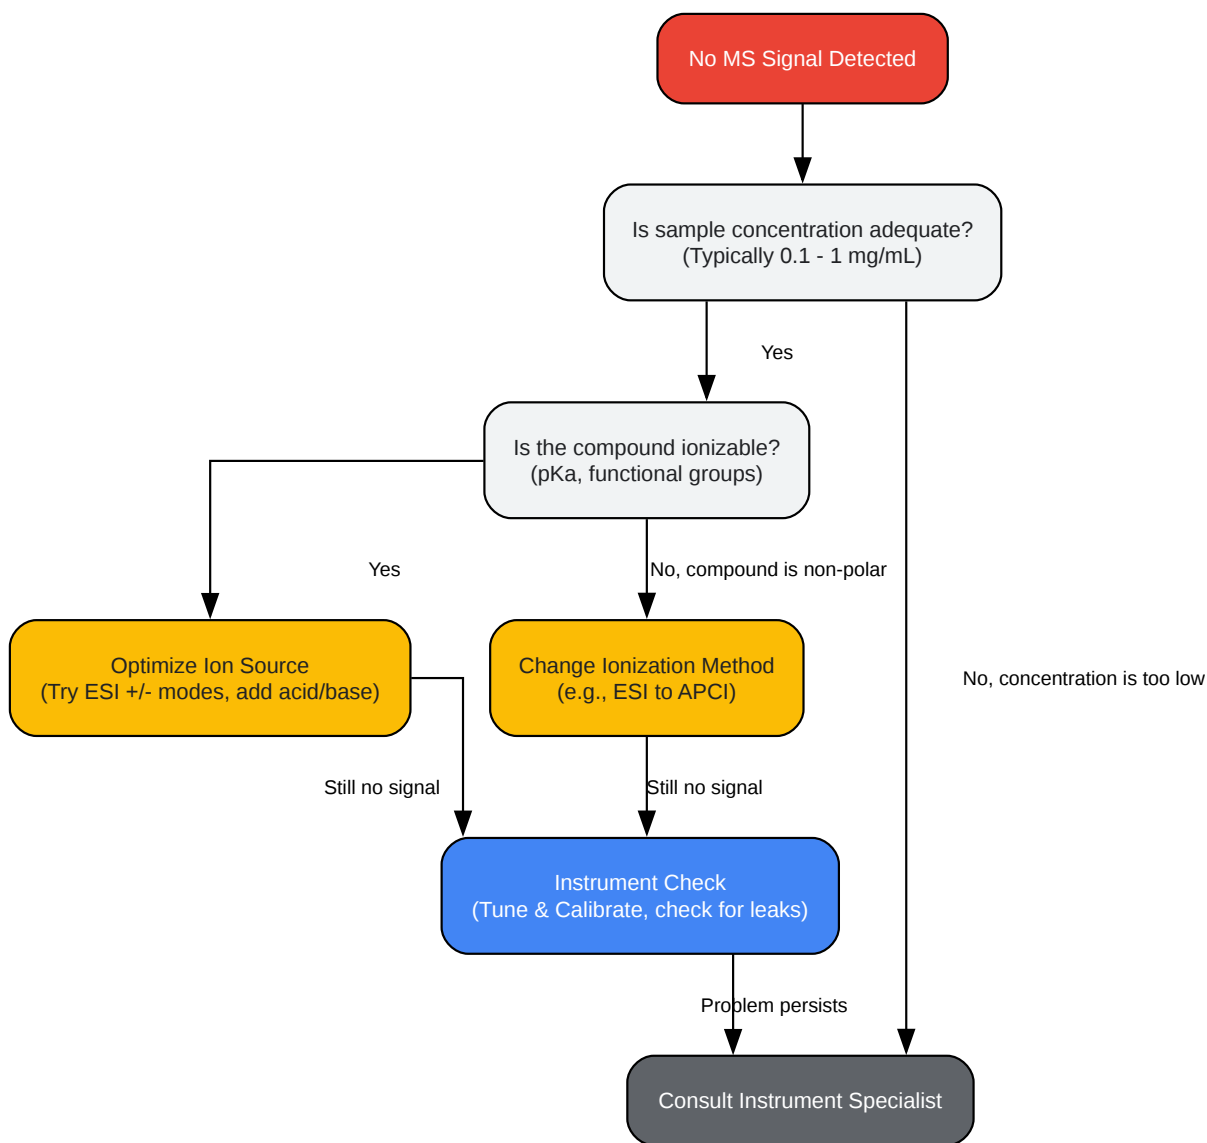 No MS Signal Detected
Is sample concentration adequate?
(Typically 0.1 - 1 mg/mL)
Yes
Is the compound ionizable?
(pKa, functional groups)
Yes
No, compound is non-polar
Optimize Ion Source
(Try ESI +/- modes, add acid/base)
Change Ionization Method
(e.g., ESI to APCI)
No, concentration is too low
Still no signal
Still no signal
Instrument Check
(Tune & Calibrate, check for leaks)
Problem persists
Consult Instrument Specialist